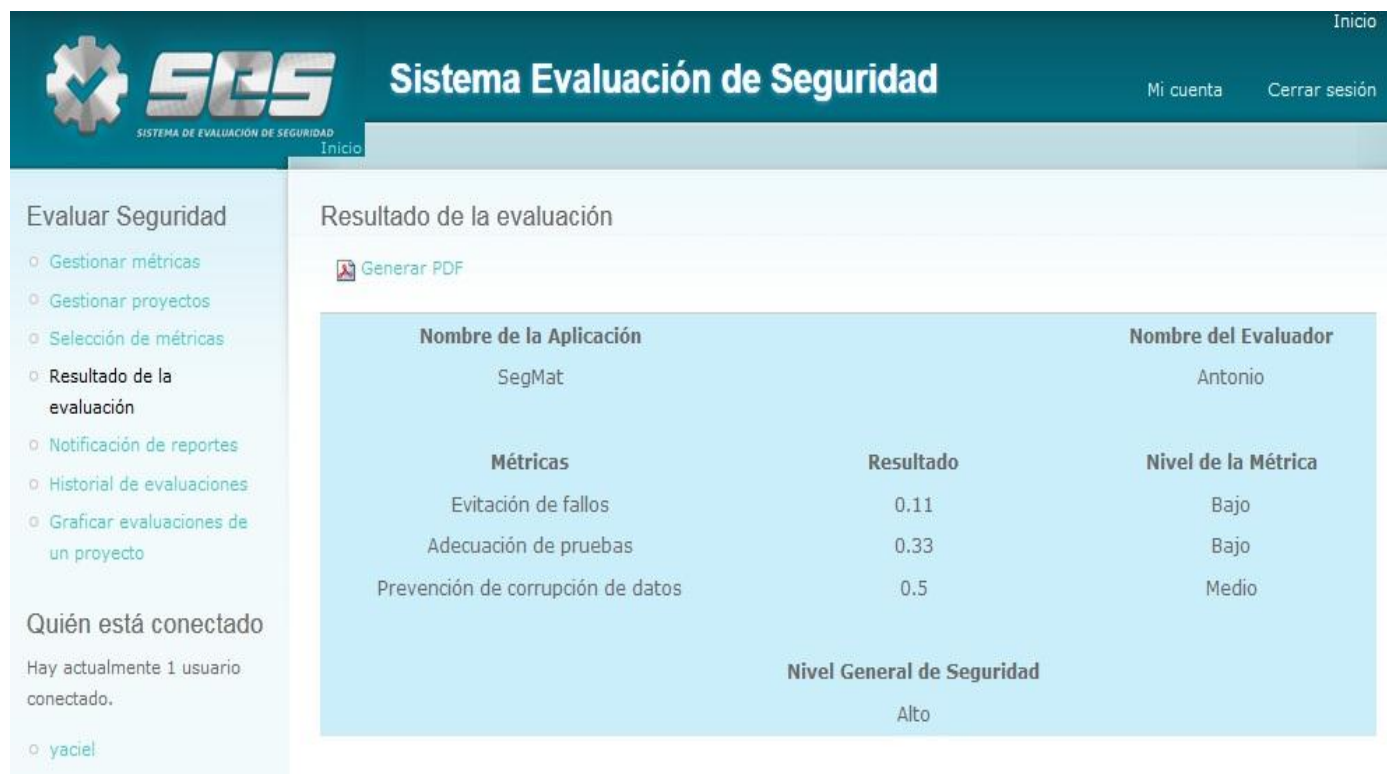 Inicio
SES
SISTEMA DE EVALUACIÓN DE SEGURIDAD
Sistema Evaluación de Seguridad
Mi cuenta Cerrar sesión
Inicio
Evaluar Seguridad
Gestionar métricas
Gestionar proyectos
Selección de métricas
Resultado de la
evaluación
Notificación de reportes
Historial de evaluaciones
Graficar evaluaciones de
un proyecto
Quién está conectado
Hay actualmente 1 usuario
conectado.
yaciel
Resultado de la evaluación
Generar PDF
Nombre de la Aplicación Nombre del Evaluador
SegMat Antonio
Métricas Resultado Nivel de la Métrica
Evitación de fallos 0.11 Bajo
Adecuación de pruebas 0.33 Bajo
Prevención de corrupción de datos 0.5 Medio
Nivel General de Seguridad
Alto